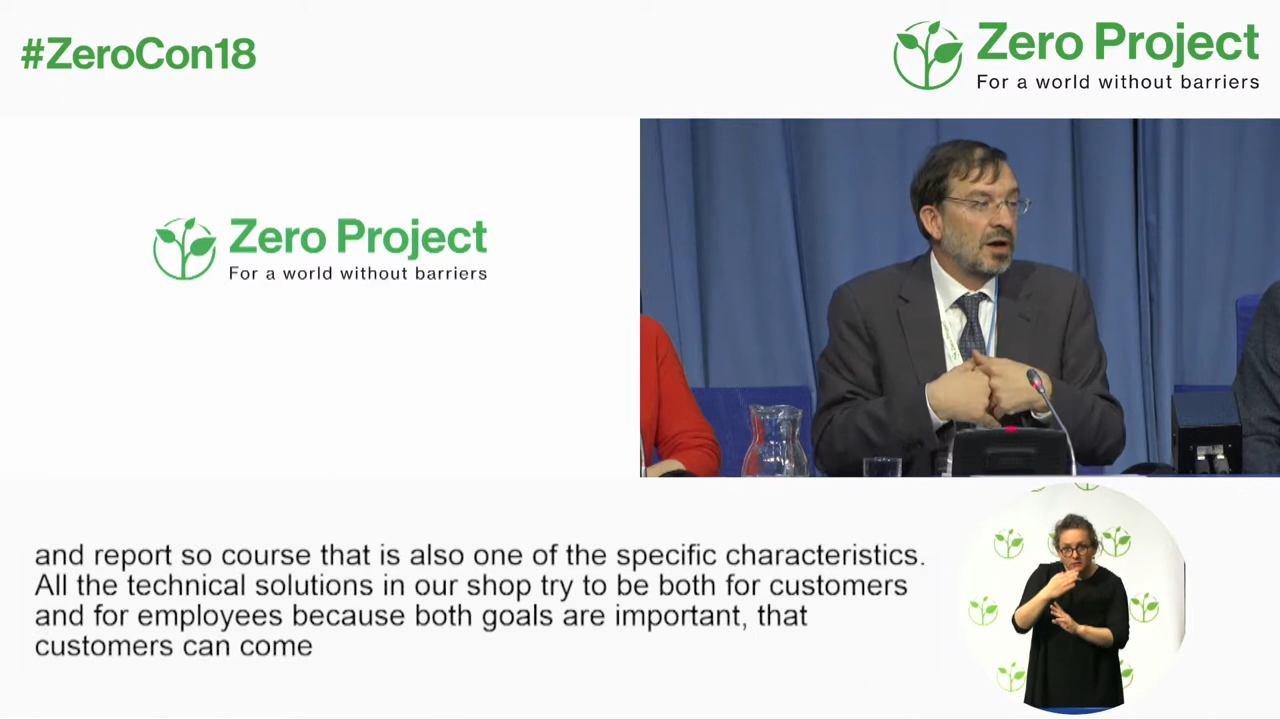 #ZeroCon18
Zero Project
For a world without barriers
Zero Project
For a world without barriers
and report so course that is also one of the specific characteristics.
All the technical solutions in our shop try to be both for customers
and for employees because both goals are important, that
customers can come